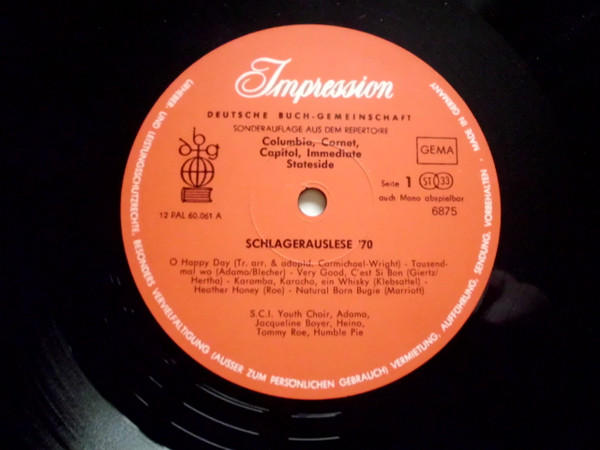 Impression
DEUTSCHE BUCH-GEMEINSCHAFT
SONDERAUFLAGE AUS DEM REPERTOIRE
Columbia, Cornet,
Capitol, Immediate
Stateside
dbg
GEMA
Seite 1 ST 33
auch Mono abspielbar
12 PAL 60.061 A
6875
SCHLAGERAUSLESE '70
O Happy Day (Tr. arr. & adaptd. Carmichael-Wright) - Tausend-
mal wo (Adamo/Blecher) - Very Good, C'est Si Bon (Giertz/
Hertha) - Karamba, Karacho, ein Whisky (Klebsattel) -
Heather Honey (Roe) - Natural Born Bugie (Marriott)
S.C.I. Youth Choir, Adamo,
Jacqueline Boyer, Heino,
Tommy Roe, Humble Pie
URHEBER- UND LEISTUNGSSCHUTZRECHTE, BESONDERS VERVIELFÄLTIGUNG (AUSSER ZUM PERSÖNLICHEN GEBRAUCH) VERMIETUNG, AUFFÜHRUNG, SENDUNG, VORBEHALTEN · MADE IN GERMANY